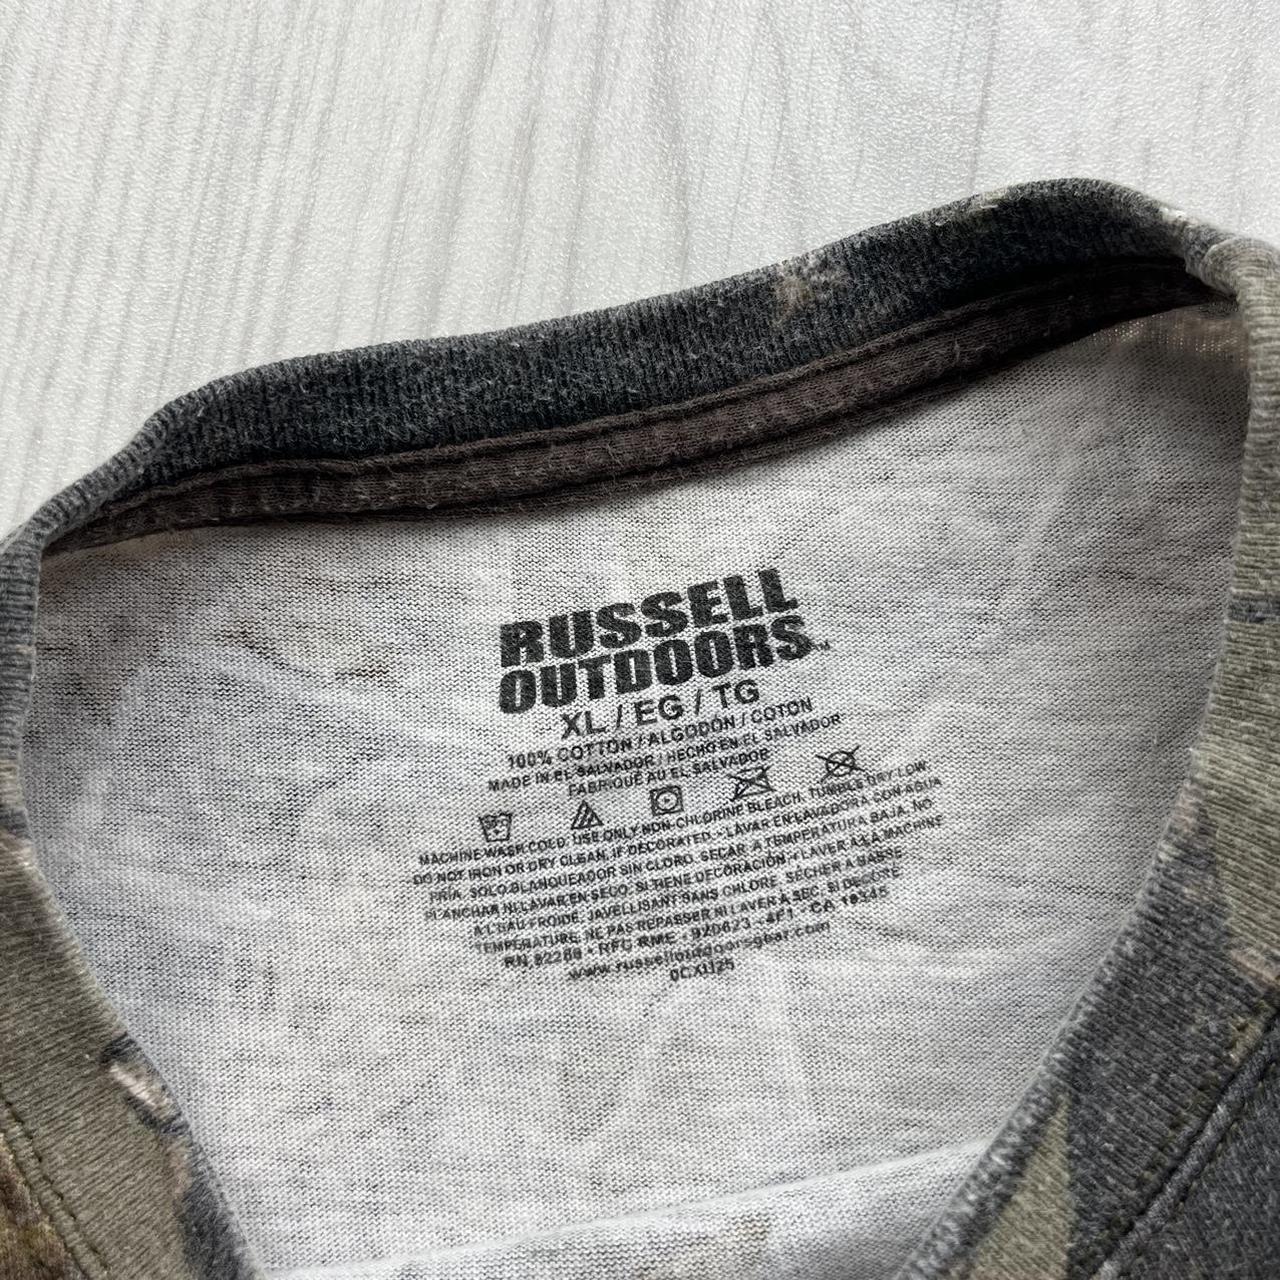 RUSSELL
OUTDOORS™
XL / EG / TG
100% COTTON / ALGODÓN / COTON
MADE IN EL SALVADOR / HECHO EN EL SALVADOR
FABRIQUÉ AU EL SALVADOR
MACHINE WASH COLD. USE ONLY NON-CHLORINE BLEACH. TUMBLE DRY LOW.
DO NOT IRON OR DRY CLEAN, IF DECORATED. • LAVAR EN LAVADORA CON AGUA
FRÍA. SOLO BLANQUEADOR SIN CLORO. SECAR A TEMPERATURA BAJA. NO
PLANCHAR NI LAVAR EN SECO, SI TIENE DECORACIÓN • LAVER À LA MACHINE
À L'EAU FROIDE. JAVELLISANT SANS CHLORE. SÉCHER À BASSE
TEMPÉRATURE. NE PAS REPASSER NI LAVER À SEC, SI DÉCORÉ.
RN • RFC RME - 920623 - 4F1 • CA
www.russelloutdoorsgear.com